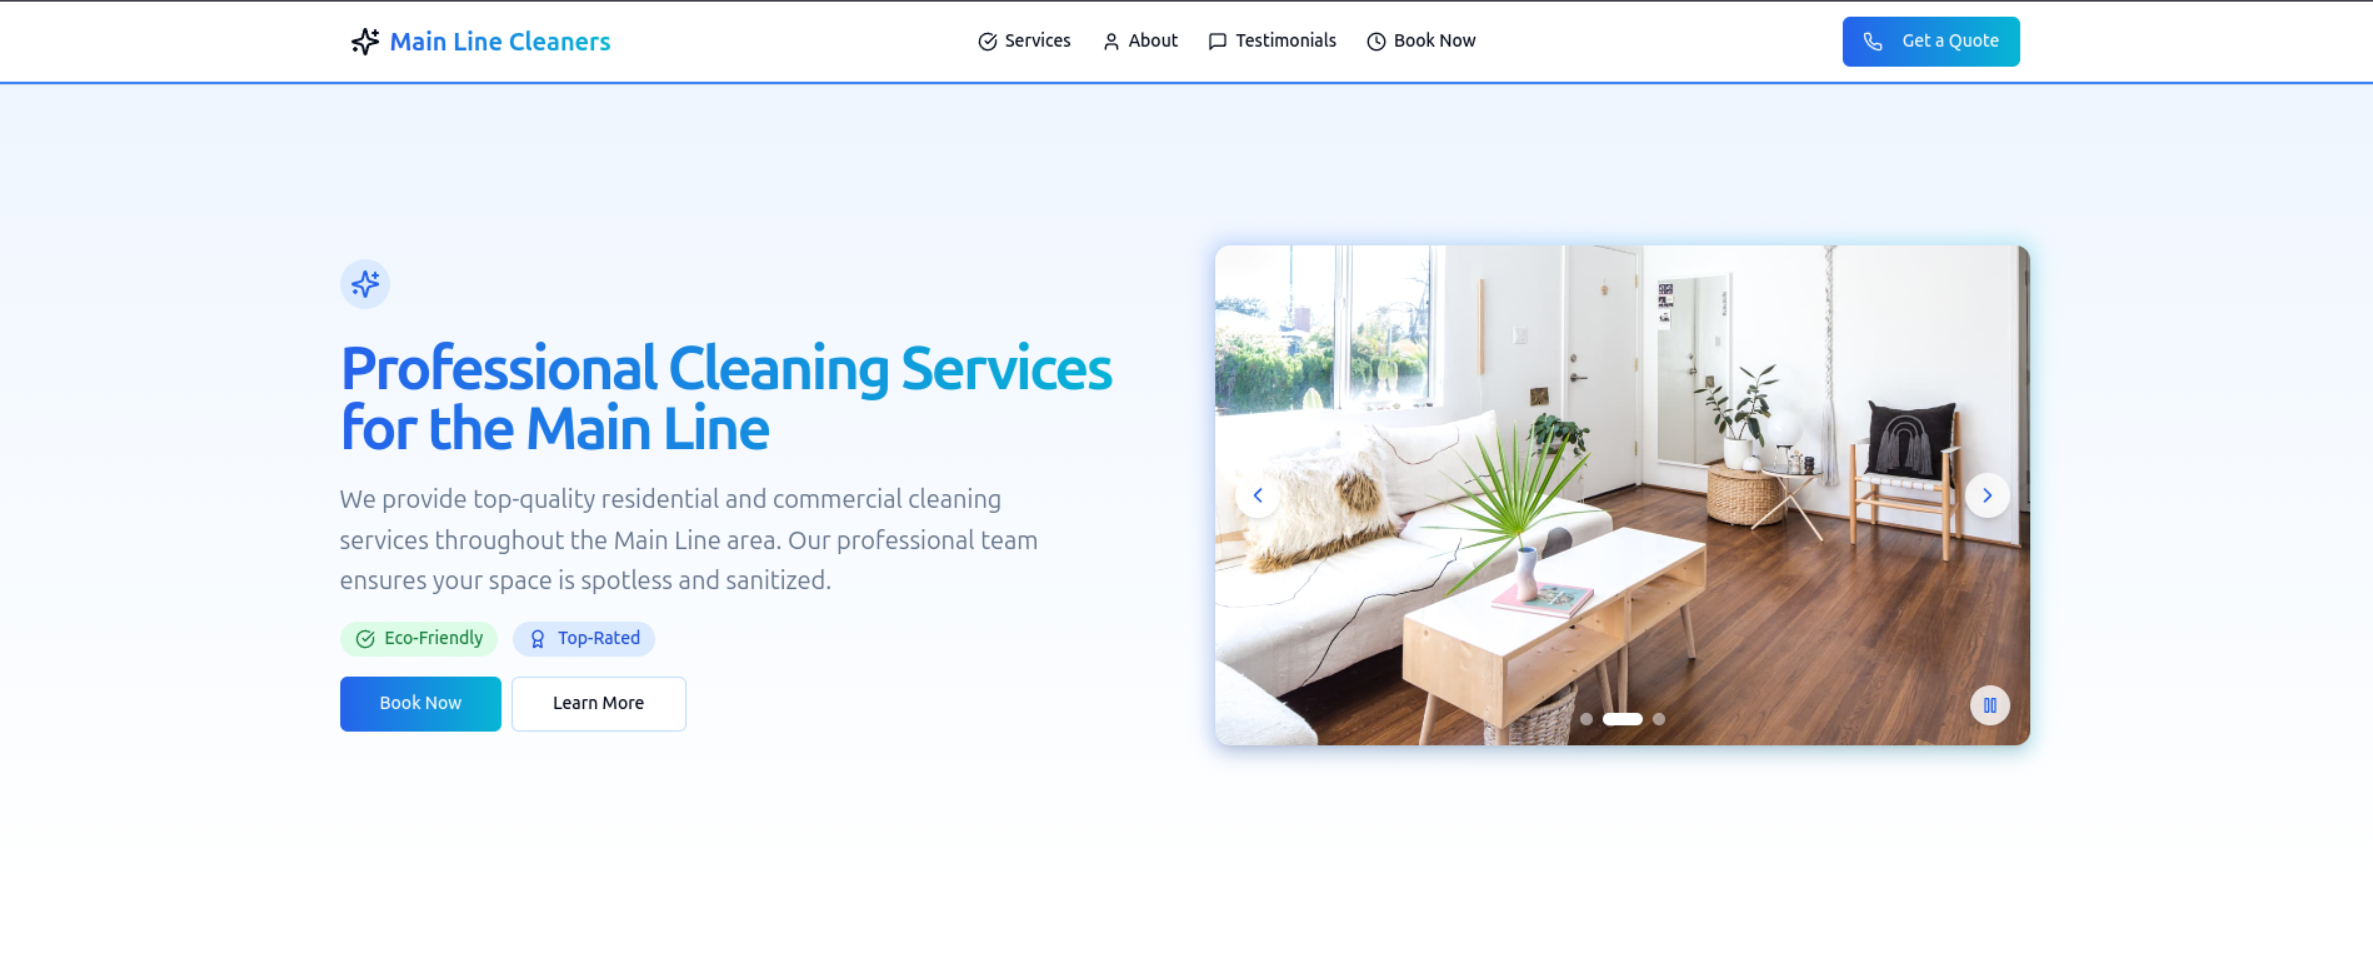 Main Line Cleaners
Services
About
Testimonials
Book Now
Get a Quote
Professional Cleaning Services
for the Main Line
We provide top-quality residential and commercial cleaning
services throughout the Main Line area. Our professional team
ensures your space is spotless and sanitized.
Eco-Friendly
Top-Rated
Book Now
Learn More